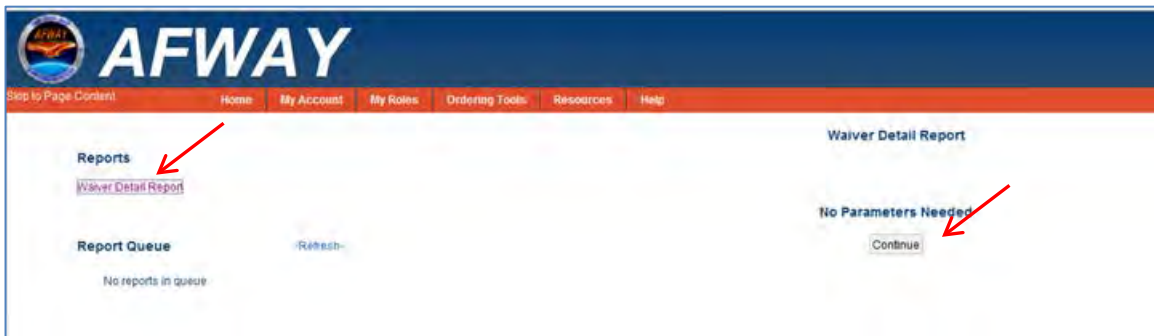 AFWAY
AFWAY
Skip to Page Content Home My Account My Roles Ordering Tools Resources Help
Reports
Waiver Detail Report
Report Queue -Refresh-
No reports in queue
Waiver Detail Report
No Parameters Needed
Continue